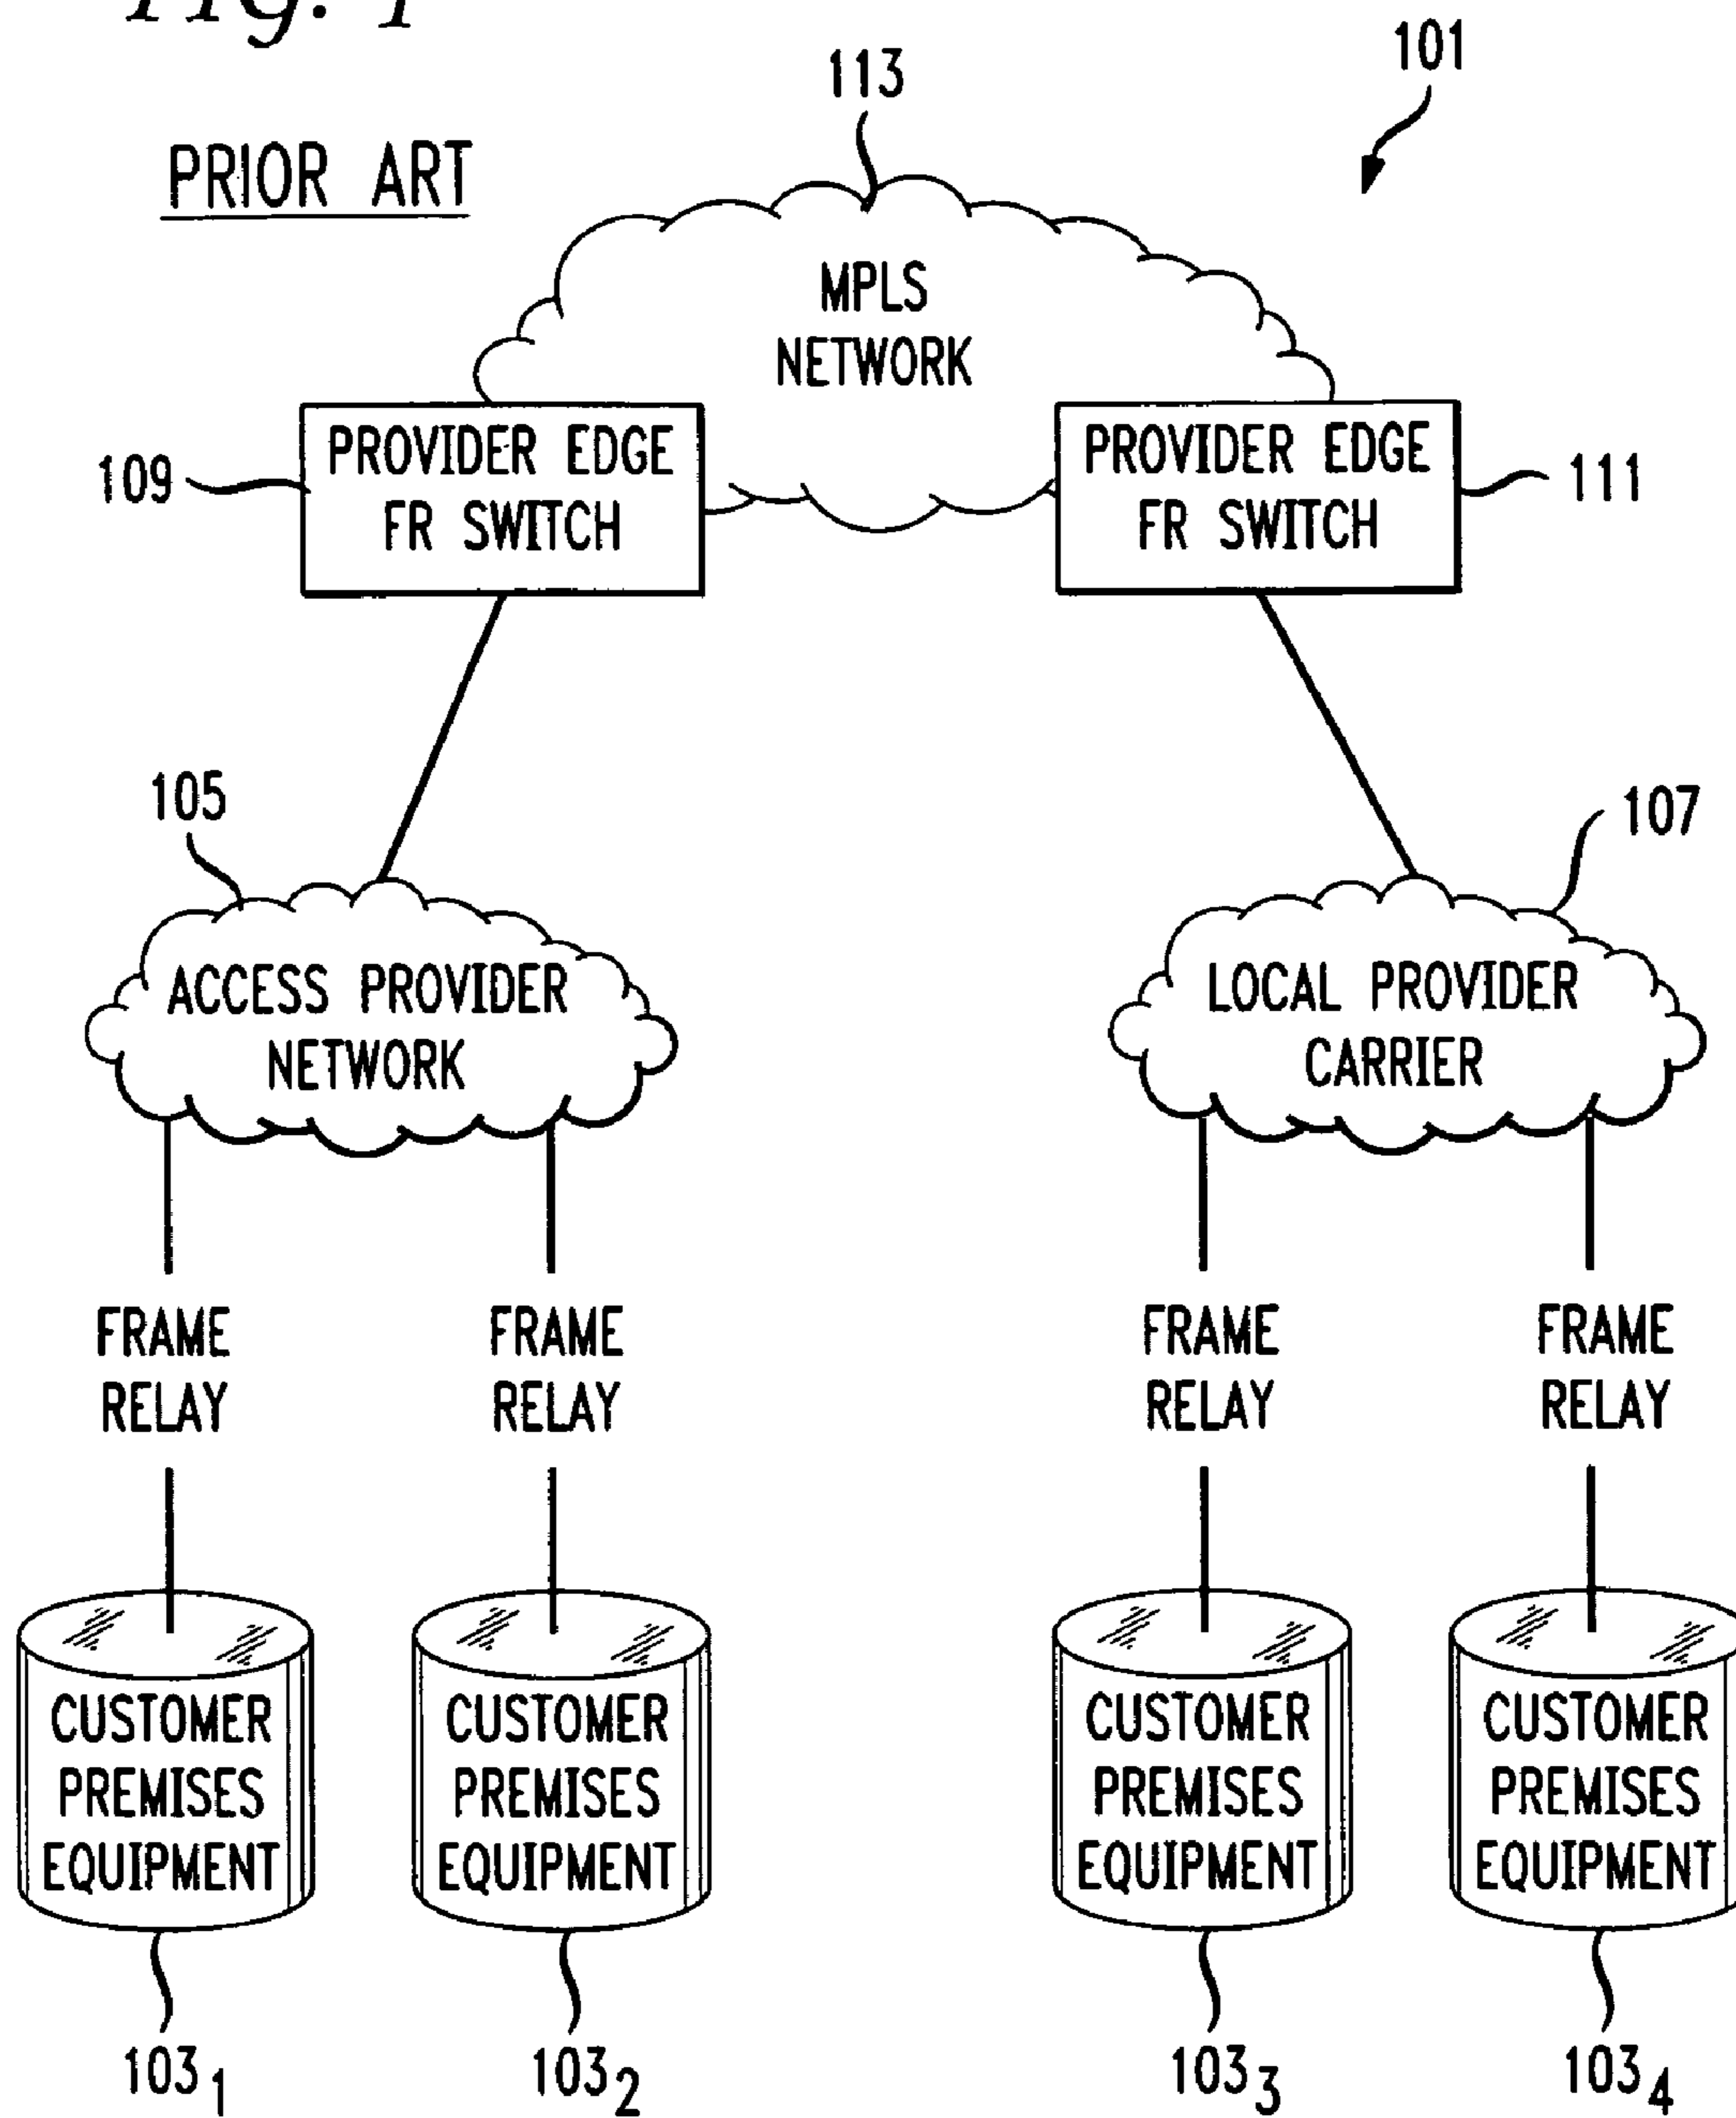 Fig. 1
101
113
PRIOR ART
MPLS
NETWORK
PROVIDER EDGE
FR SWITCH
PROVIDER EDGE
FR SWITCH
109
111
105
107
ACCESS PROVIDER
NETWORK
LOCAL PROVIDER
CARRIER
FRAME
RELAY
FRAME
RELAY
FRAME
RELAY
FRAME
RELAY
CUSTOMER
PREMISES
EQUIPMENT
CUSTOMER
PREMISES
EQUIPMENT
CUSTOMER
PREMISES
EQUIPMENT
CUSTOMER
PREMISES
EQUIPMENT
103₁
103₂
103₃
103₄